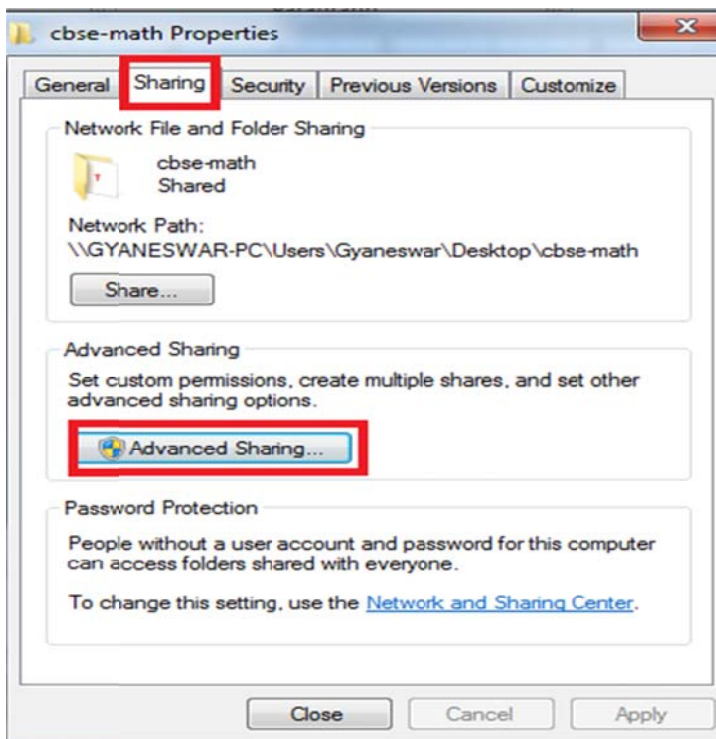 cbse-math Properties
General Sharing Security Previous Versions Customize
Network File and Folder Sharing
cbse-math
Shared
Network Path:
\\GYANESWAR-PC\Users\Gyaneswar\Desktop\cbse-math
Share...
Advanced Sharing
Set custom permissions, create multiple shares, and set other
advanced sharing options.
Advanced Sharing...
Password Protection
People without a user account and password for this computer
can access folders shared with everyone.
To change this setting, use the Network and Sharing Center.
Close Cancel Apply